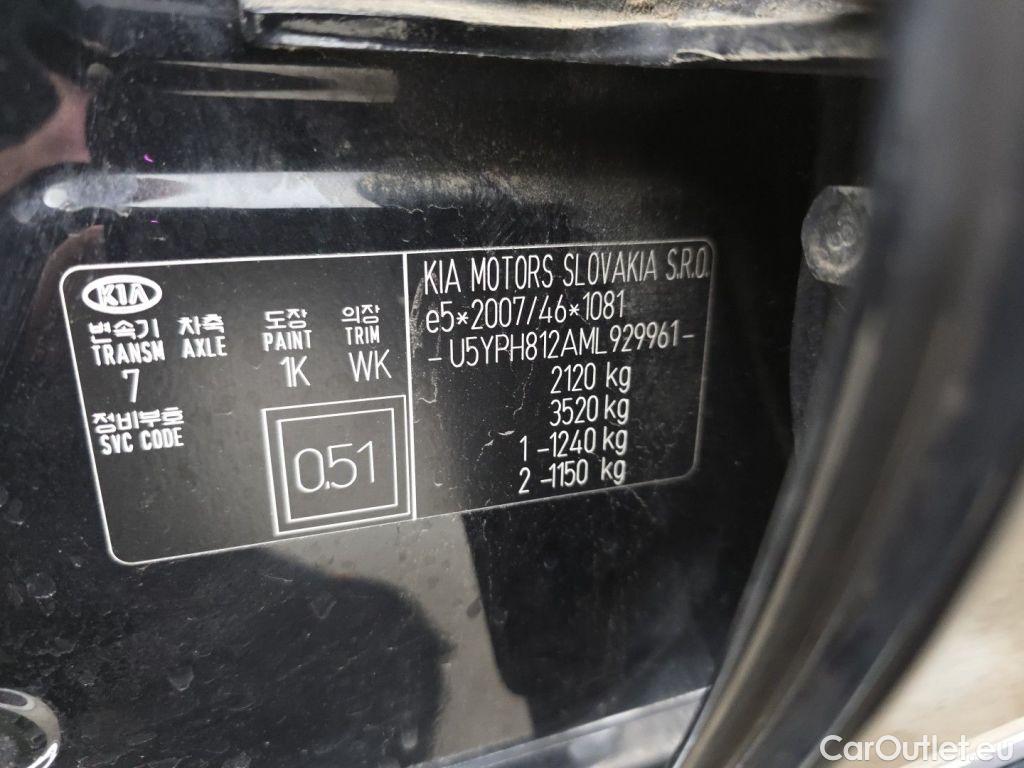 KIA
변속기 차축 도장 의장
TRANSM AXLE PAINT TRIM
7 1K WK
정비부호
SVC CODE
0,51
KIA MOTORS SLOVAKIA S.R.O.
e5*2007/46*1081
-U5YPH812AML929961-
2120 kg
3520 kg
1-1240 kg
2-1150 kg
CarOutlet.eu